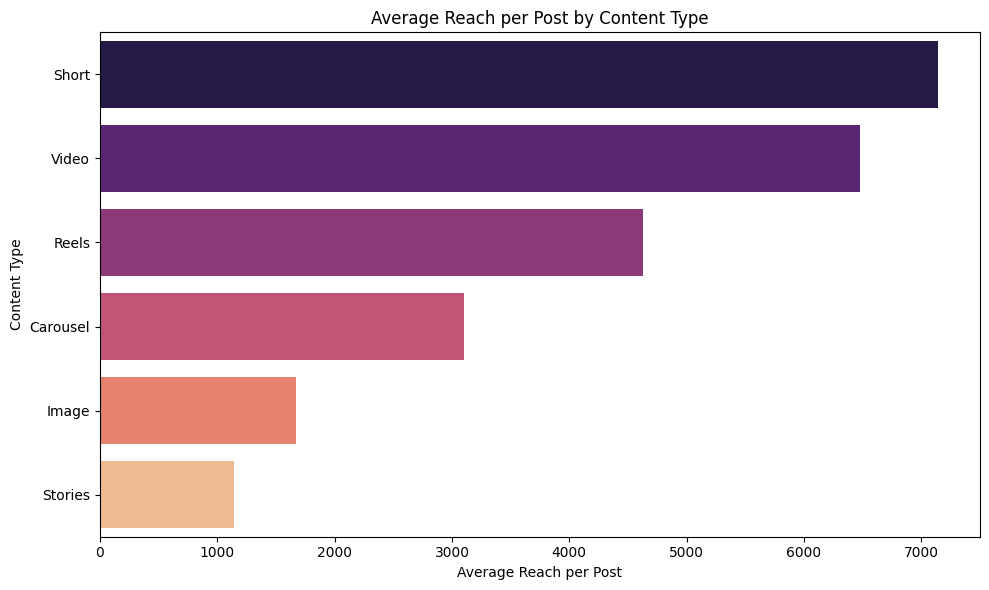 Average Reach per Post by Content Type
Content Type
Short
Video
Reels
Carousel
Image
Stories
0 1000 2000 3000 4000 5000 6000 7000
Average Reach per Post